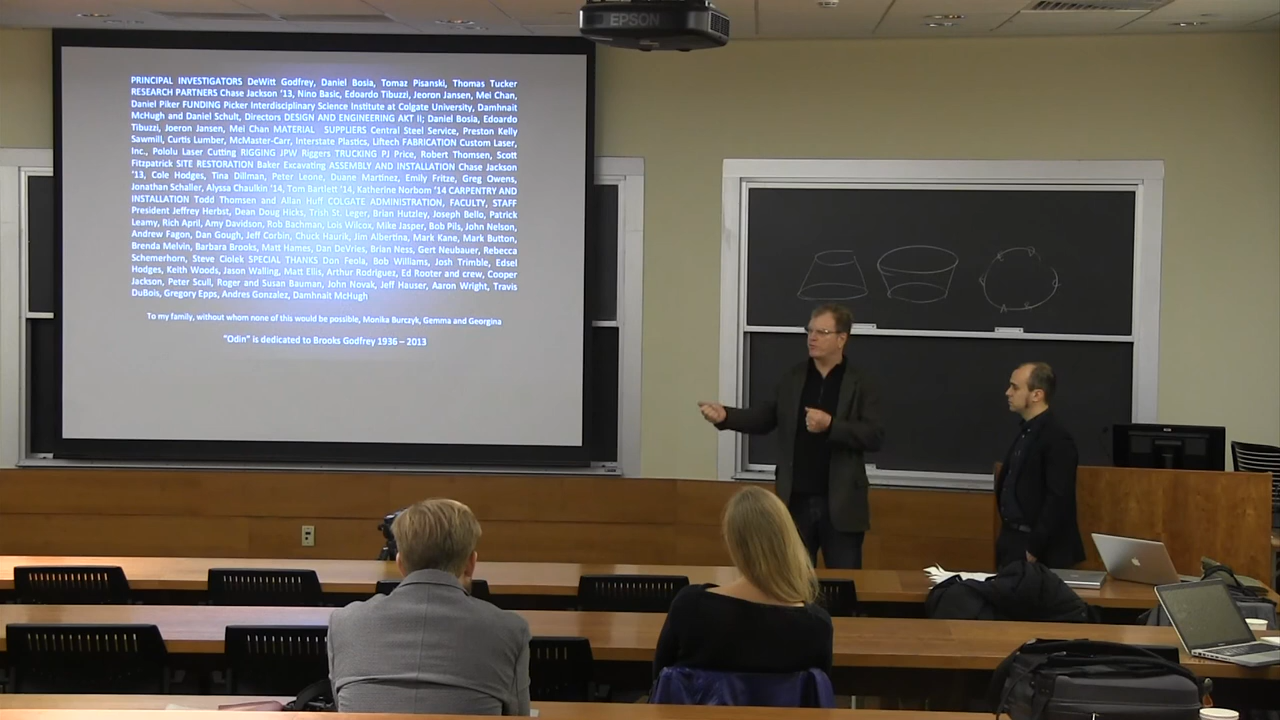 EPSON
PRINCIPAL INVESTIGATORS DeWitt Godfrey, Daniel Bosia, Tomaz Pisanski, Thomas Tucker
RESEARCH PARTNERS Chase Jackson '13, Nino Basic, Edoardo Tibuzzi, Jeoron Jansen, Mei Chan,
Daniel Piker FUNDING Picker Interdisciplinary Science Institute at Colgate University, Damhnait
McHugh and Daniel Schult, Directors DESIGN AND ENGINEERING AKT II; Daniel Bosia, Edoardo
Tibuzzi, Joeron Jansen, Mei Chan MATERIAL SUPPLIERS Central Steel Service, Preston Kelly
Sawmill, Curtis Lumber, McMaster-Carr, Interstate Plastics, Liftech FABRICATION Custom Laser,
Inc., Pololu Laser Cutting RIGGING JPW Riggers TRUCKING PJ Price, Robert Thomsen, Scott
Fitzpatrick SITE RESTORATION Baker Excavating ASSEMBLY AND INSTALLATION Chase Jackson
'13, Cole Hodges, Tina Dillman, Peter Leone, Duane Martinez, Emily Fritze, Greg Owens,
Jonathan Schaller, Alyssa Chaulkin '14, Tom Bartlett '14, Katherine Norbom '14 CARPENTRY AND
INSTALLATION Todd Thomsen and Allan Huff COLGATE ADMINISTRATION, FACULTY, STAFF
President Jeffrey Herbst, Dean Doug Hicks, Trish St. Leger, Brian Hutzley, Joseph Bello, Patrick
Leamy, Rich April, Amy Davidson, Rob Bachman, Lois Wilcox, Mike Jasper, Bob Pils, John Nelson,
Andrew Fagon, Dan Gough, Jeff Corbin, Chuck Haurik, Jim Albertina, Mark Kane, Mark Button,
Brenda Melvin, Barbara Brooks, Matt Hames, Dan DeVries, Brian Ness, Gert Neubauer, Rebecca
Schemerhorn, Steve Ciolek SPECIAL THANKS Don Feola, Bob Williams, Josh Trimble, Edsel
Hodges, Keith Woods, Jason Walling, Matt Ellis, Arthur Rodriguez, Ed Rooter and crew, Cooper
Jackson, Peter Scull, Roger and Susan Bauman, John Novak, Jeff Hauser, Aaron Wright, Travis
DuBois, Gregory Epps, Andres Gonzalez, Damhnait McHugh
To my family, without whom none of this would be possible, Monika Burczyk, Gemma and Georgina
"Odin" is dedicated to Brooks Godfrey 1936 – 2013